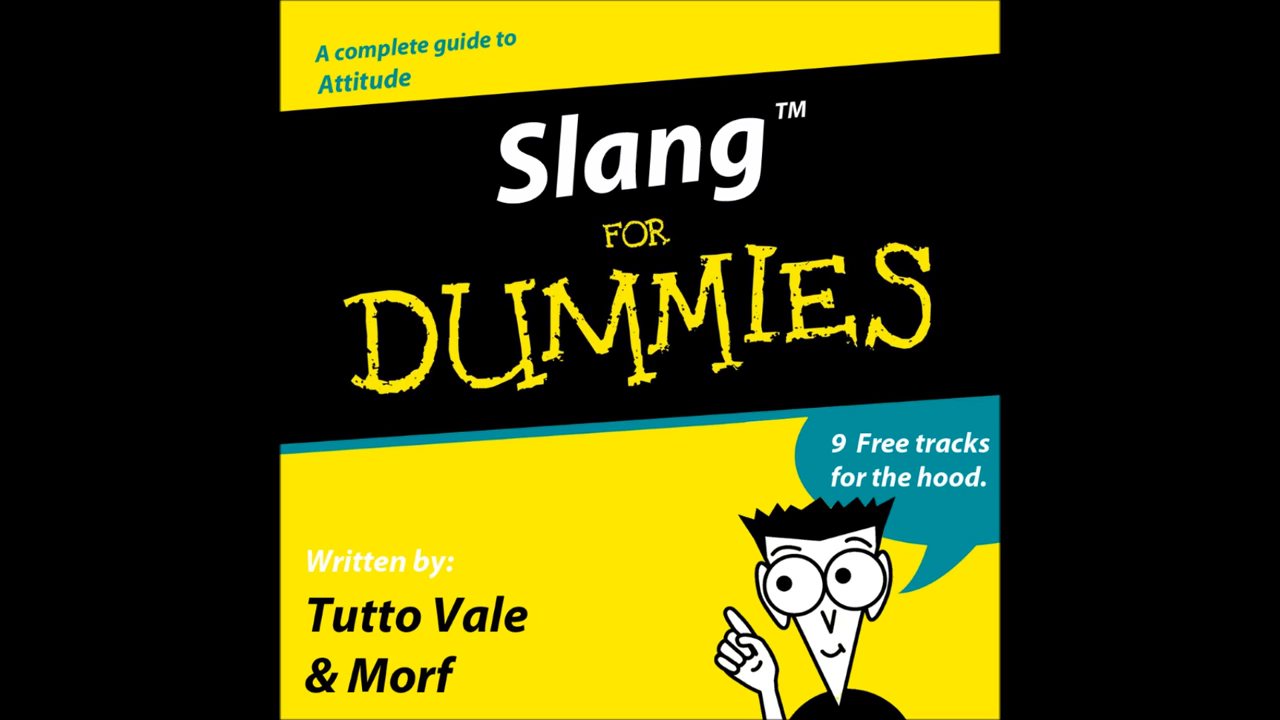 A complete guide to
Attitude
Slang™
FOR
DUMMIES
9 Free tracks
for the hood.
Written by:
Tutto Vale
& Morf